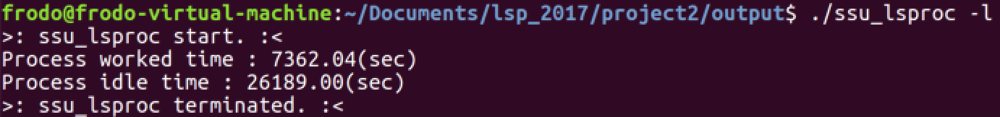 frodo@frodo-virtual-machine:~/Documents/lsp_2017/project2/output$ ./ssu_lsproc -l
>: ssu_lsproc start. :<
Process worked time : 7362.04(sec)
Process idle time : 26189.00(sec)
>: ssu_lsproc terminated. :<